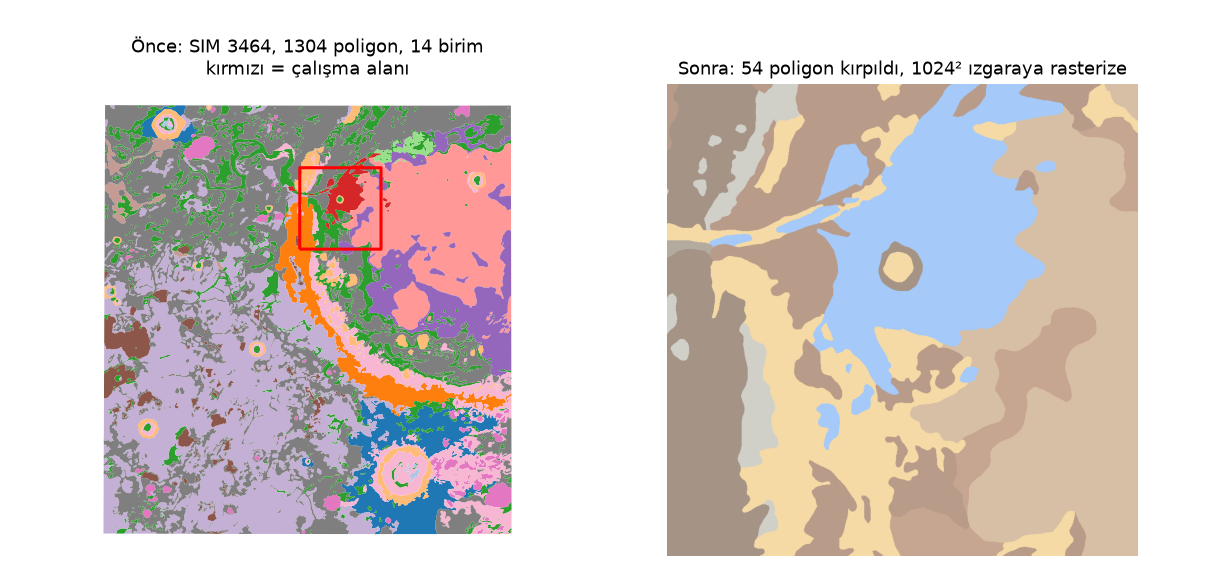 Önce: SIM 3464, 1304 poligon, 14 birim
kırmızı = çalışma alanı
Sonra: 54 poligon kırpıldı, 1024² ızgaraya rasterize